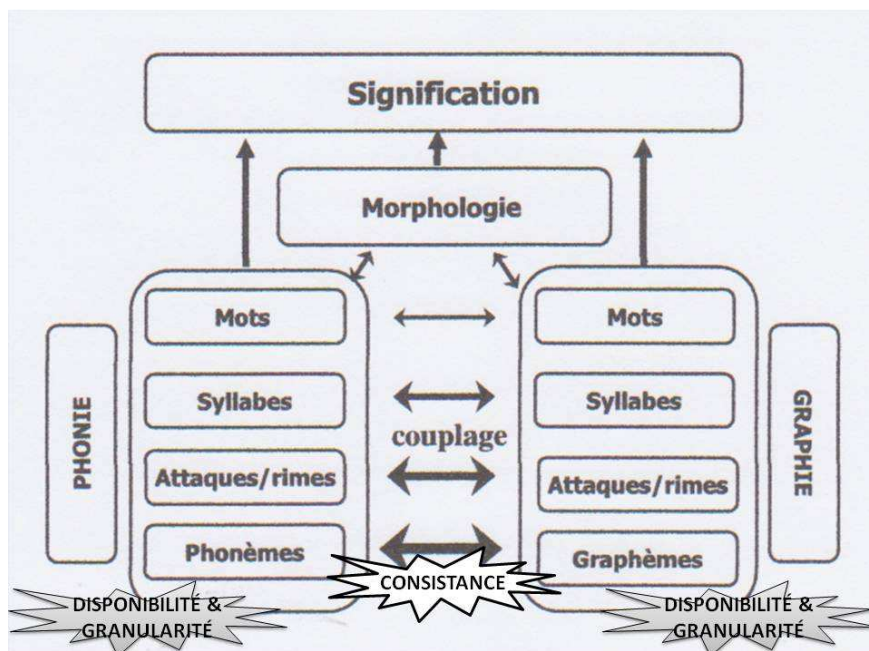 Signification
Morphologie
PHONIE
Mots
Syllabes
Attaques/rimes
Phonèmes
couplage
CONSISTANCE
Mots
Syllabes
Attaques/rimes
Graphèmes
GRAPHIE
DISPONIBILITÉ &
GRANULARITÉ
DISPONIBILITÉ &
GRANULARITÉ